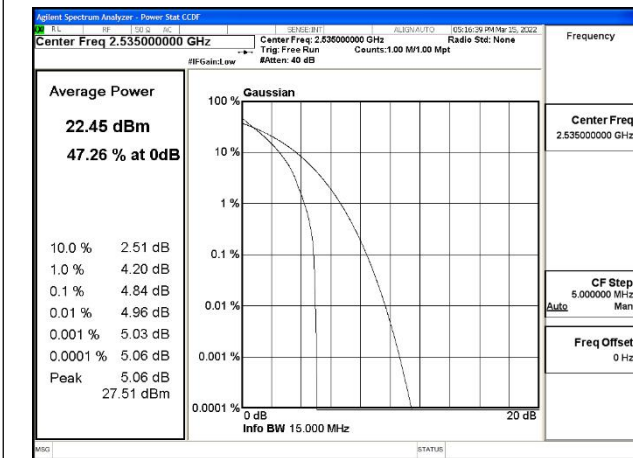 Agilent Spectrum Analyzer - Power Stat CCDF
RL RF 50 Ω AC SENSE:INT ALIGNAUTO 05:16:39 PM Mar 15, 2022
Center Freq 2.535000000 GHz
Center Freq: 2.535000000 GHz Radio Std: None
Trig: Free Run Counts:1.00 M/1.00 Mpt
#IFGain:Low #Atten: 40 dB
Frequency
Average Power
22.45 dBm
47.26 % at 0dB
10.0 % 2.51 dB
1.0 % 4.20 dB
0.1 % 4.84 dB
0.01 % 4.96 dB
0.001 % 5.03 dB
0.0001 % 5.06 dB
Peak 5.06 dB
27.51 dBm
Gaussian
100 %
10 %
1 %
0.1 %
0.01 %
0.001 %
0.0001 %
0 dB 20 dB
Info BW 15.000 MHz
Center Freq
2.535000000 GHz
CF Step
5.000000 MHz
Auto Man
Freq Offset
0 Hz
MSG STATUS